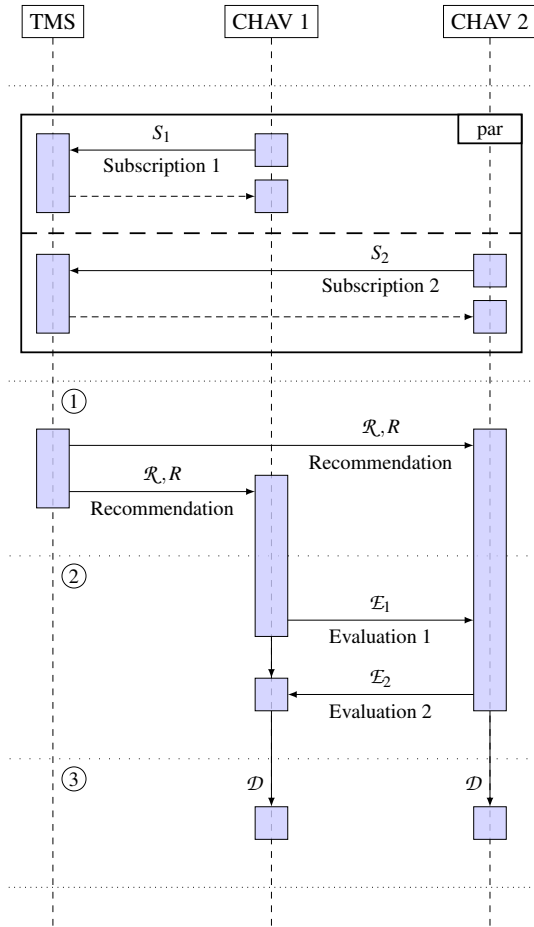 TMS CHAV 1 CHAV 2
par
S₁
Subscription 1
S₂
Subscription 2
①
ℛ, R
Recommendation
ℛ, R
Recommendation
②
ℰ₁
Evaluation 1
ℰ₂
Evaluation 2
③
𝒟 𝒟